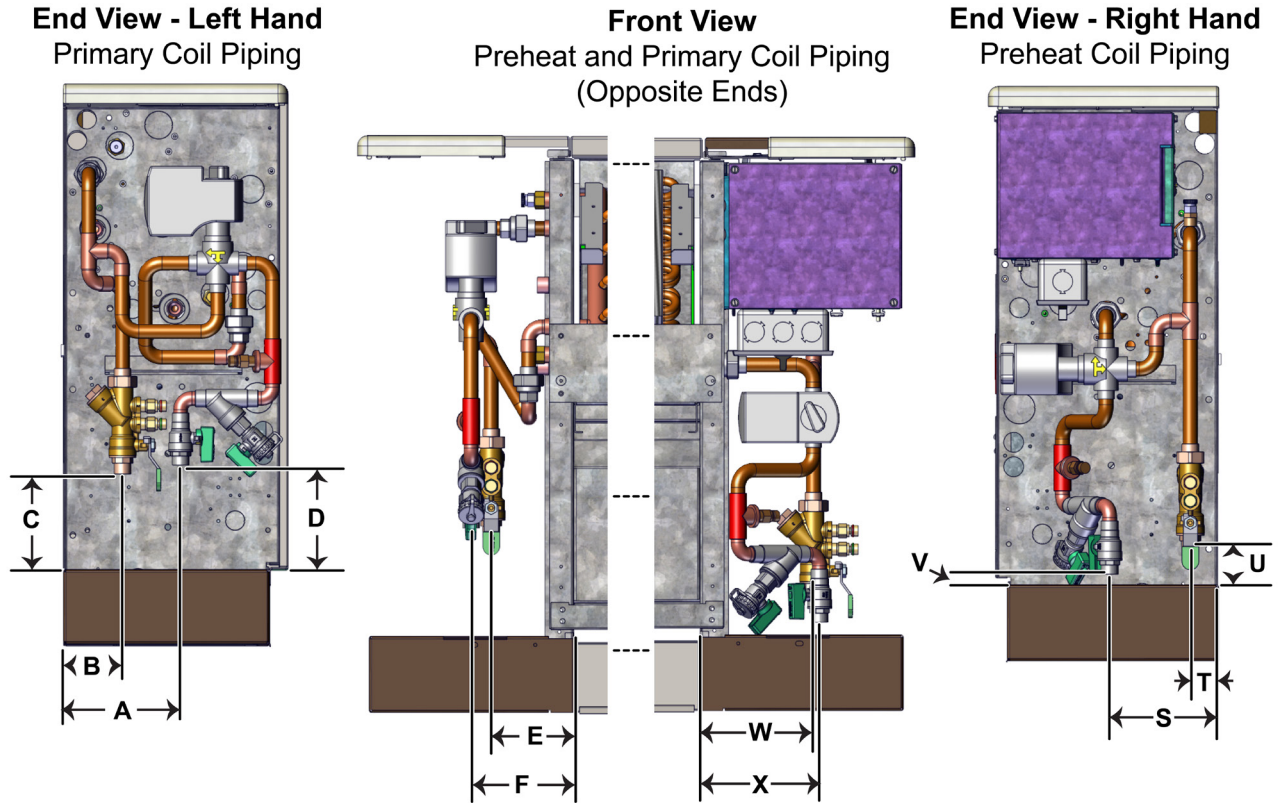 End View - Left Hand
Primary Coil Piping
Front View
Preheat and Primary Coil Piping
(Opposite Ends)
End View - Right Hand
Preheat Coil Piping
C
D
B
A
E
F
W
X
V
U
T
S